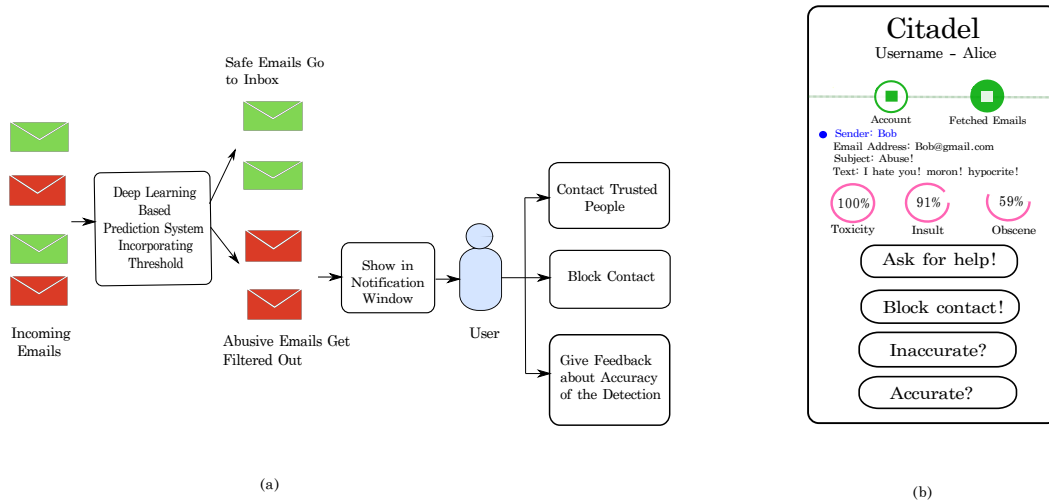 Safe Emails Go
to Inbox
Incoming
Emails
Deep Learning
Based
Prediction System
Incorporating
Threshold
Abusive Emails Get
Filtered Out
Show in
Notification
Window
User
Contact Trusted
People
Block Contact
Give Feedback
about Accuracy
of the Detection
(a)
Citadel
Username - Alice
Account
Fetched Emails
Sender: Bob
Email Address: Bob@gmail.com
Subject: Abuse!
Text: I hate you! moron! hypocrite!
100%
91%
59%
Toxicity
Insult
Obscene
Ask for help!
Block contact!
Inaccurate?
Accurate?
(b)